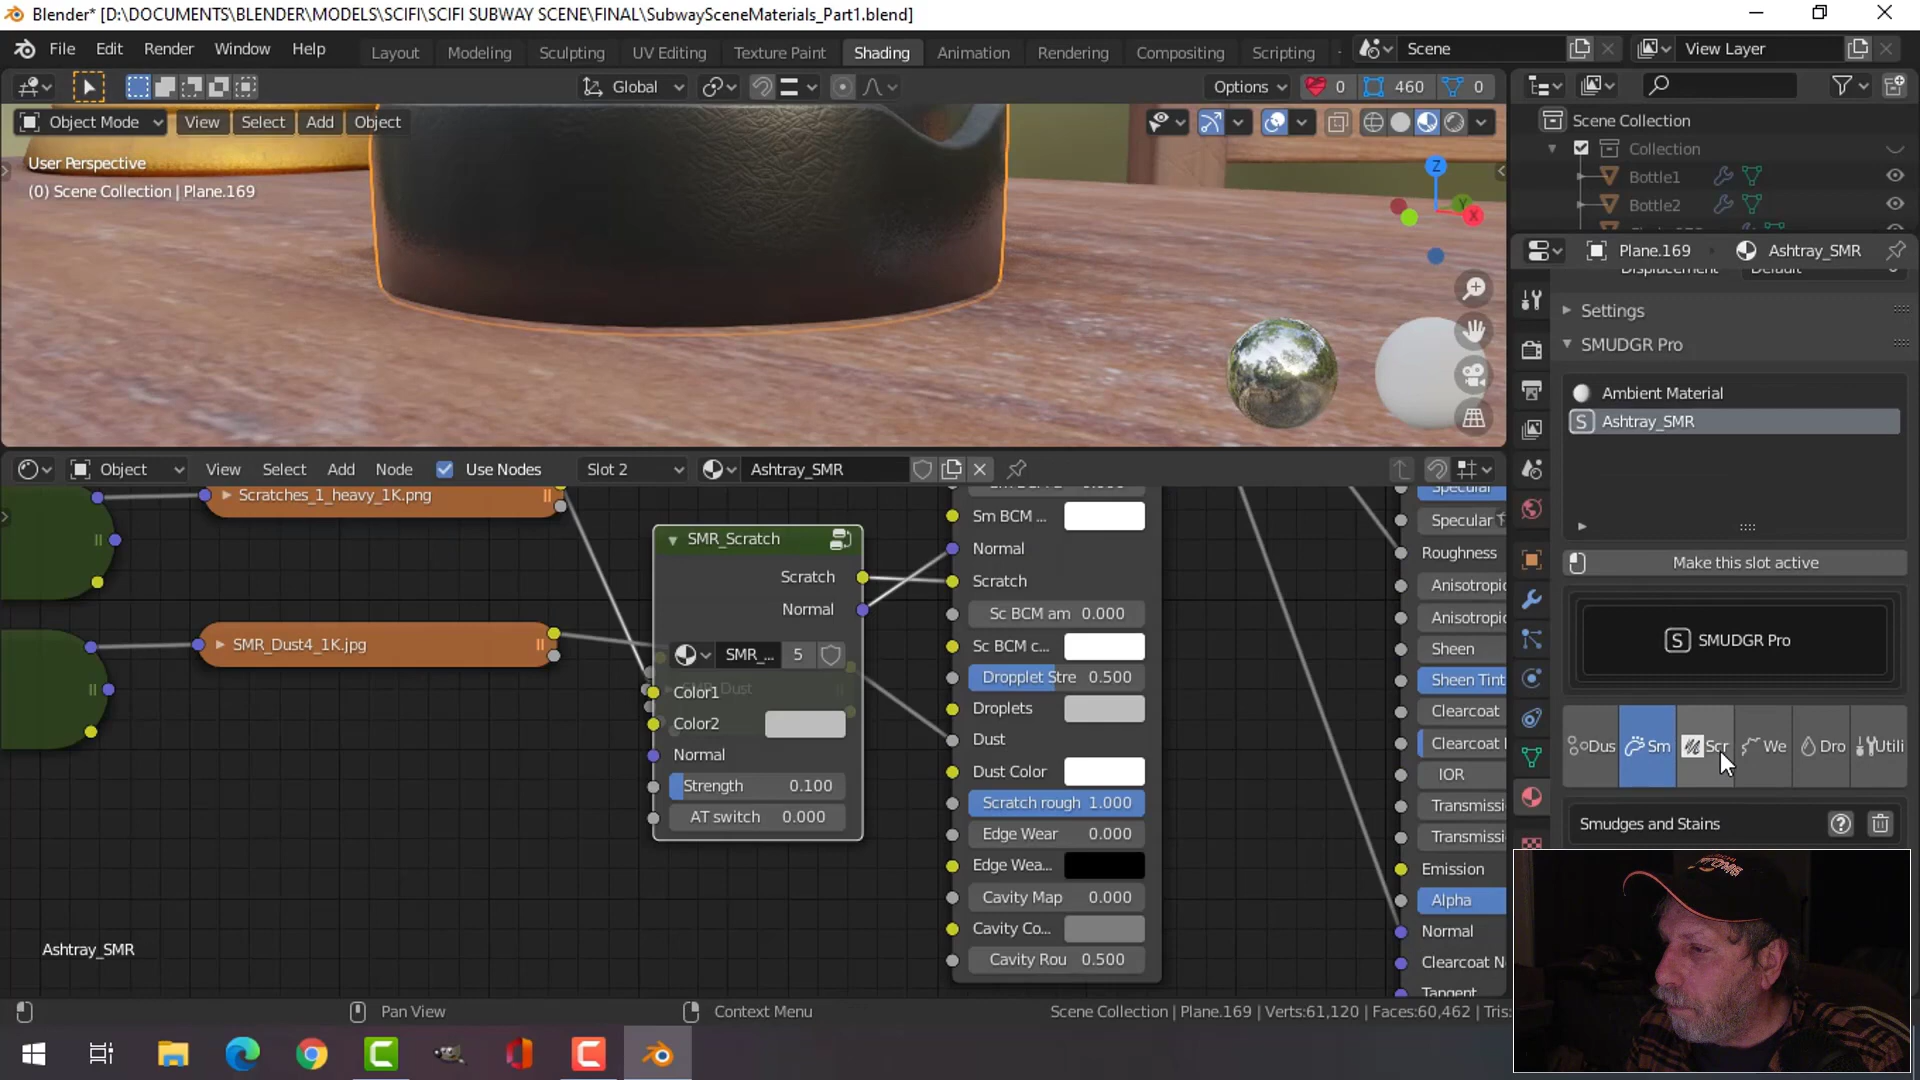 Blender* [D:\DOCUMENTS\BLENDER\MODELS\SCIFI\SCIFI SUBWAY SCENE\FINAL\SubwaySceneMaterials_Part1.blend]
File Edit Render Window Help
Layout Modeling Sculpting UV Editing Texture Paint Shading Animation Rendering Compositing Scripting
Scene
View Layer
Global
Options
0 460 0
Object Mode View Select Add Object
User Perspective
(0) Scene Collection | Plane.169
Z
Y
X
Scene Collection
Collection
Bottle1
Bottle2
Plane.169 Ashtray_SMR
Displacement Default
Settings
SMUDGR Pro
Ambient Material
S Ashtray_SMR
Make this slot active
S SMUDGR Pro
Dus Sm Scr We Dro Utili
Smudges and Stains
Object View Select Add Node Use Nodes Slot 2 Ashtray_SMR
Scratches_1_heavy_1K.png
SMR_Dust4_1K.jpg
SMR_Scratch
Scratch
Normal
SMR_... 5
Color1
Color2
Normal
Strength 0.100
AT switch 0.000
Sm BCM ...
Normal
Scratch
Sc BCM am 0.000
Sc BCM c...
Dropplet Stre 0.500
Droplets
Dust
Dust Color
Scratch rough 1.000
Edge Wear 0.000
Edge Wea...
Cavity Map 0.000
Cavity Co...
Cavity Rou 0.500
Specular
Specular
Roughness
Anisotropi
Anisotropi
Sheen
Sheen Tint
Clearcoat
Clearcoat
IOR
Transmissi
Transmissi
Emission
Alpha
Normal
Clearcoat N
Tangent
Ashtray_SMR
Pan View
Context Menu
Scene Collection | Plane.169 | Verts:61,120 | Faces:60,462 | Tris: